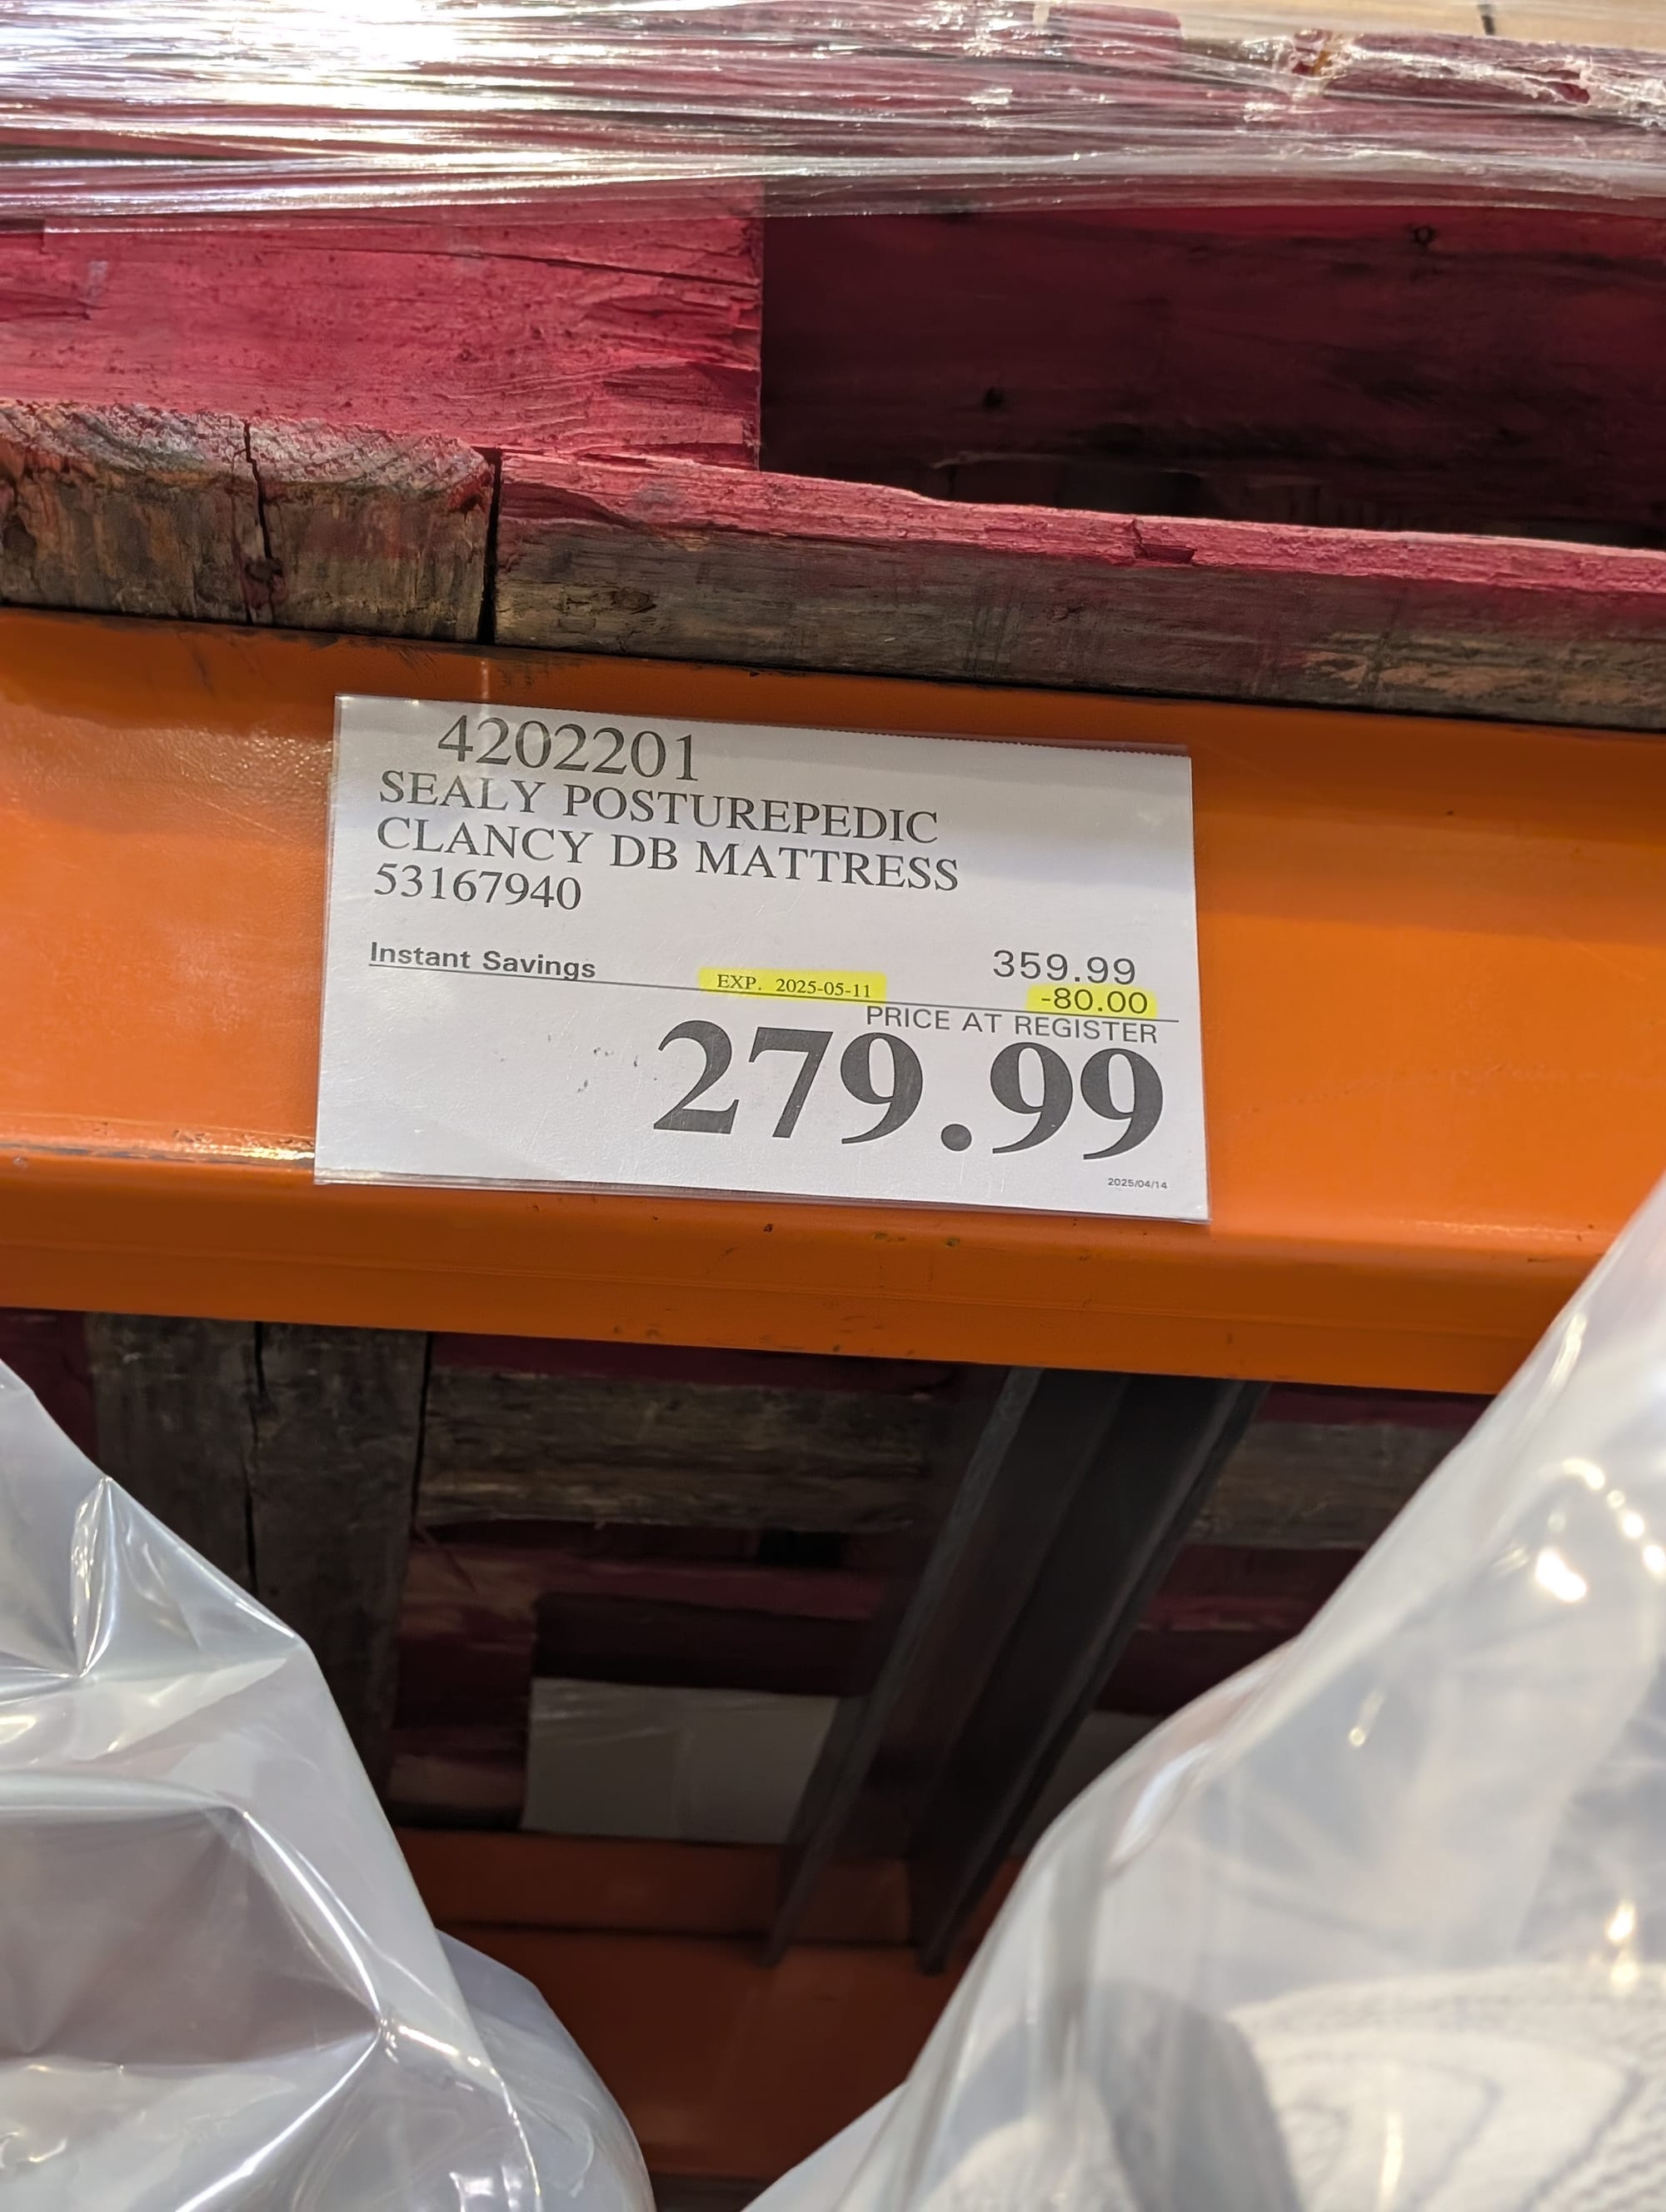 4202201
SEALY POSTUREPEDIC
CLANCY DB MATTRESS
53167940
359.99
Instant Savings EXP. 2025-05-11 -80.00
PRICE AT REGISTER
279.99
2025/04/14